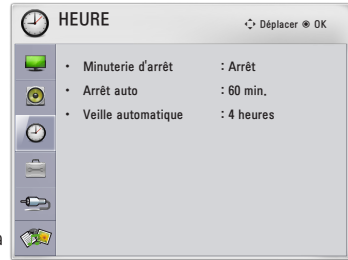 HEURE
Déplacer OK
• Minuterie d'arrêt : Arrêt
• Arrêt auto : 60 min.
• Veille automatique : 4 heures
a